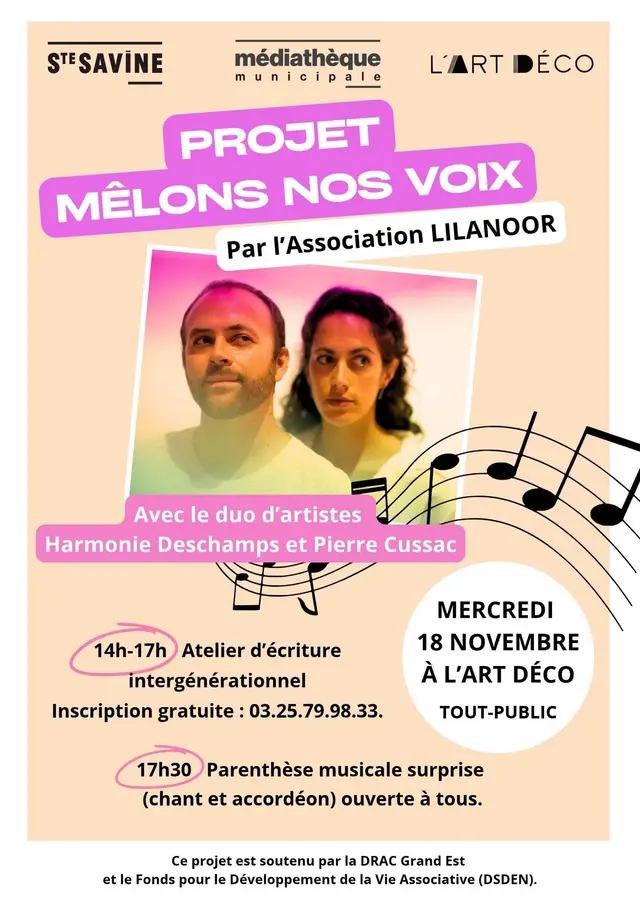 STE SAVINE
médiathèque
municipale
L'ART DÉCO
PROJET
MÊLONS NOS VOIX
Par l'Association LILANOOR
Avec le duo d'artistes
Harmonie Deschamps et Pierre Cussac
MERCREDI
18 NOVEMBRE
À L'ART DÉCO
TOUT-PUBLIC
14h-17h Atelier d'écriture
intergénérationnel
Inscription gratuite : 03.25.79.98.33.
17h30 Parenthèse musicale surprise
(chant et accordéon) ouverte à tous.
Ce projet est soutenu par la DRAC Grand Est
et le Fonds pour le Développement de la Vie Associative (DSDEN).